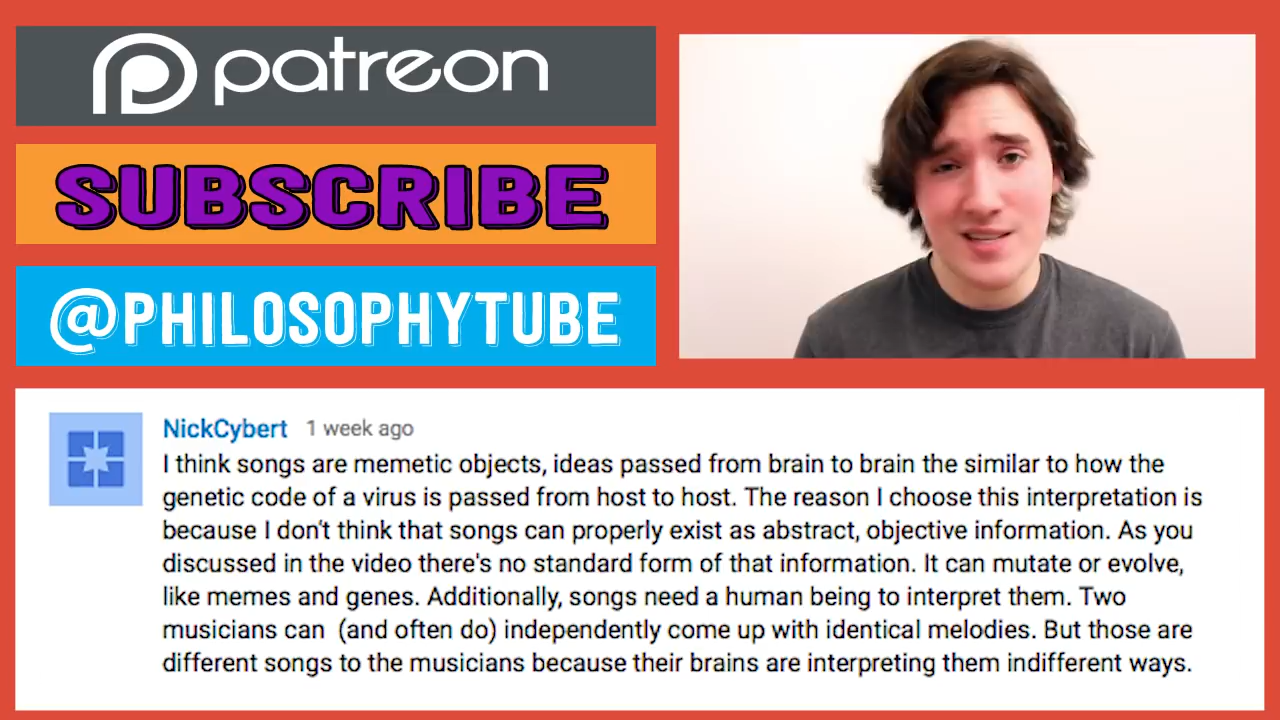 patreon
SUBSCRIBE
@PHILOSOPHYTUBE
NickCybert 1 week ago
I think songs are memetic objects, ideas passed from brain to brain the similar to how the
genetic code of a virus is passed from host to host. The reason I choose this interpretation is
because I don't think that songs can properly exist as abstract, objective information. As you
discussed in the video there's no standard form of that information. It can mutate or evolve,
like memes and genes. Additionally, songs need a human being to interpret them. Two
musicians can (and often do) independently come up with identical melodies. But those are
different songs to the musicians because their brains are interpreting them indifferent ways.